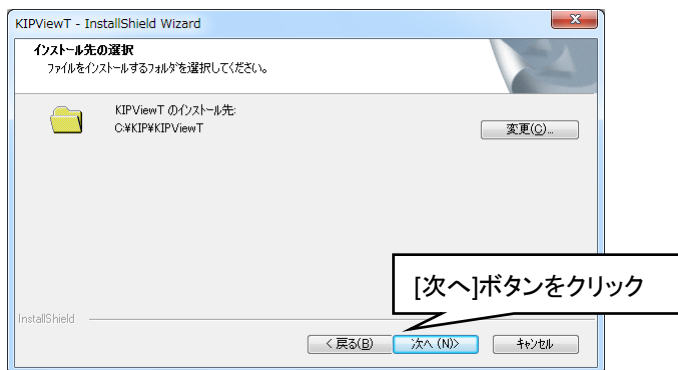 KIPViewT - InstallShield Wizard
インストール先の選択
ファイルをインストールするフォルダを選択してください。
KIPViewT のインストール先:
C:¥KIP¥KIPViewT
変更(C)...
[次へ]ボタンをクリック
InstallShield
< 戻る(B)
次へ (N)>
キャンセル